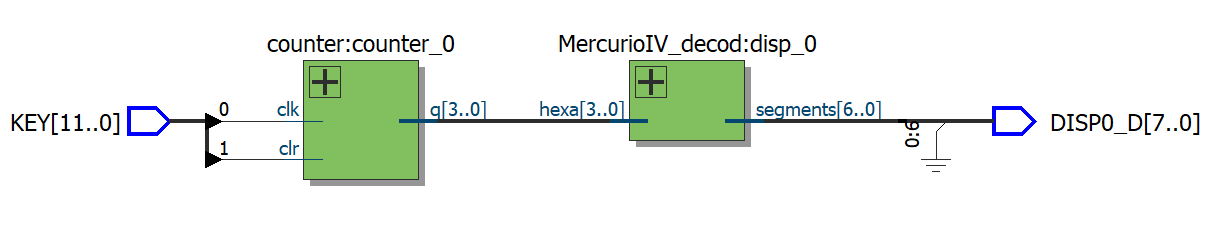 counter:counter_0
MercurioIV_decod:disp_0
KEY[11..0]
0
clk
q[3..0]
hexa[3..0]
segments[6..0]
DISP0_D[7..0]
1
clr
0:6